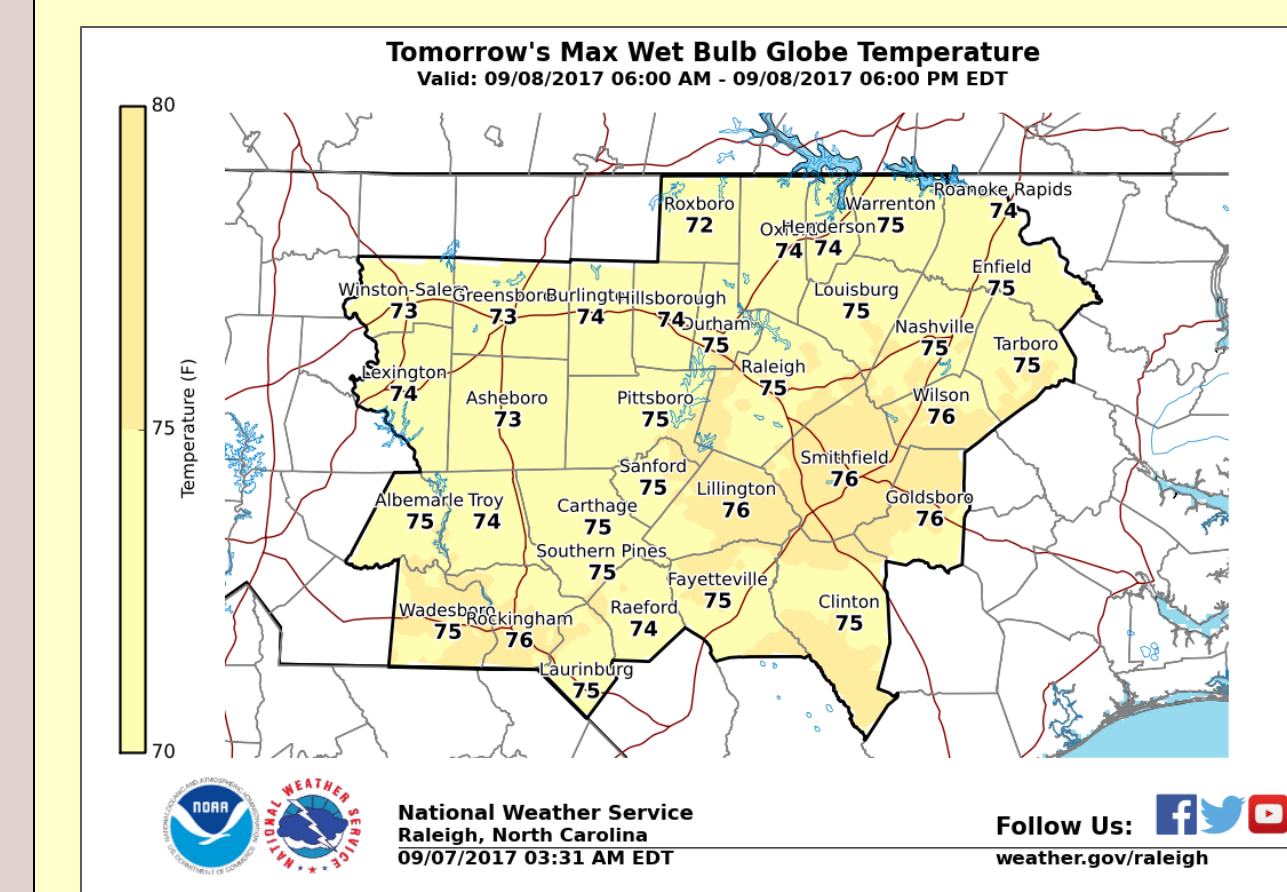 Tomorrow's Max Wet Bulb Globe Temperature
Valid: 09/08/2017 06:00 AM - 09/08/2017 06:00 PM EDT
80
75
70
Temperature (F)
Roanoke Rapids
74
Roxboro
72
Warrenton
75
Henderson
74
74
Enfield
75
Winston-Salem
73
Greensboro
73
74
Hillsborough
74
Louisburg
75
Durham
75
Nashville
75
Tarboro
75
Raleigh
75
Lexington
74
Asheboro
73
Pittsboro
75
Wilson
76
Smithfield
76
Sanford
75
Lillington
76
Goldsboro
76
Albemarle
75
Troy
74
Carthage
75
Southern Pines
75
Fayetteville
75
Wadesboro
75
Rockingham
76
Raeford
74
Clinton
75
Laurinburg
75
NOAA
NATIONAL WEATHER SERVICE
National Weather Service
Raleigh, North Carolina
09/07/2017 03:31 AM EDT
Follow Us:
weather.gov/raleigh